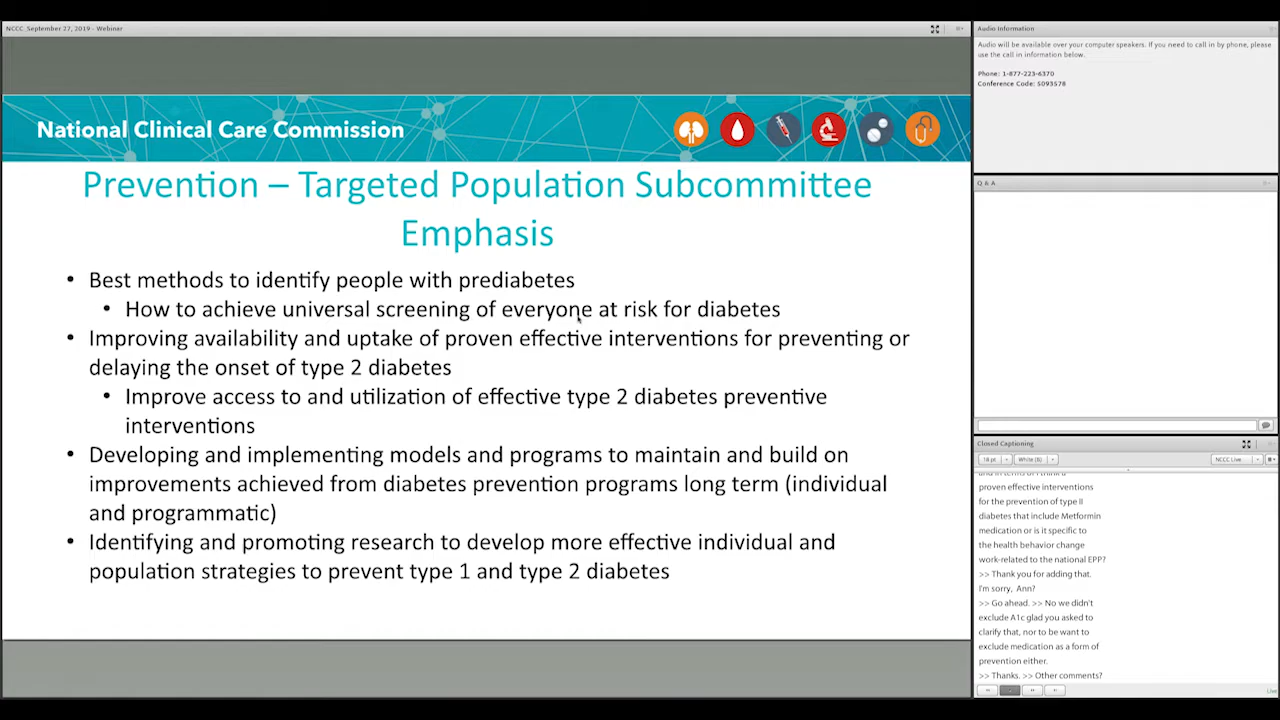 NCCC_September 27, 2019 - Webinar
National Clinical Care Commission
Prevention – Targeted Population Subcommittee
Emphasis
• Best methods to identify people with prediabetes
• How to achieve universal screening of everyone at risk for diabetes
• Improving availability and uptake of proven effective interventions for preventing or
delaying the onset of type 2 diabetes
• Improve access to and utilization of effective type 2 diabetes preventive
interventions
• Developing and implementing models and programs to maintain and build on
improvements achieved from diabetes prevention programs long term (individual
and programmatic)
• Identifying and promoting research to develop more effective individual and
population strategies to prevent type 1 and type 2 diabetes
Audio Information
Audio will be available over your computer speakers. If you need to call in by phone, please
use the call in information below.
Phone: 1-877-223-6370
Conference Code: 5093578
Q & A
Closed Captioning
18 pt
White (B)
NCCC Live
proven effective interventions
for the prevention of type II
diabetes that include Metformin
medication or is it specific to
the health behavior change
work-related to the national EPP?
>> Thank you for adding that.
I'm sorry, Ann?
>> Go ahead. >> No we didn't
exclude A1c glad you asked to
clarify that, nor to be want to
exclude medication as a form of
prevention either.
>> Thanks. >> Other comments?
Live